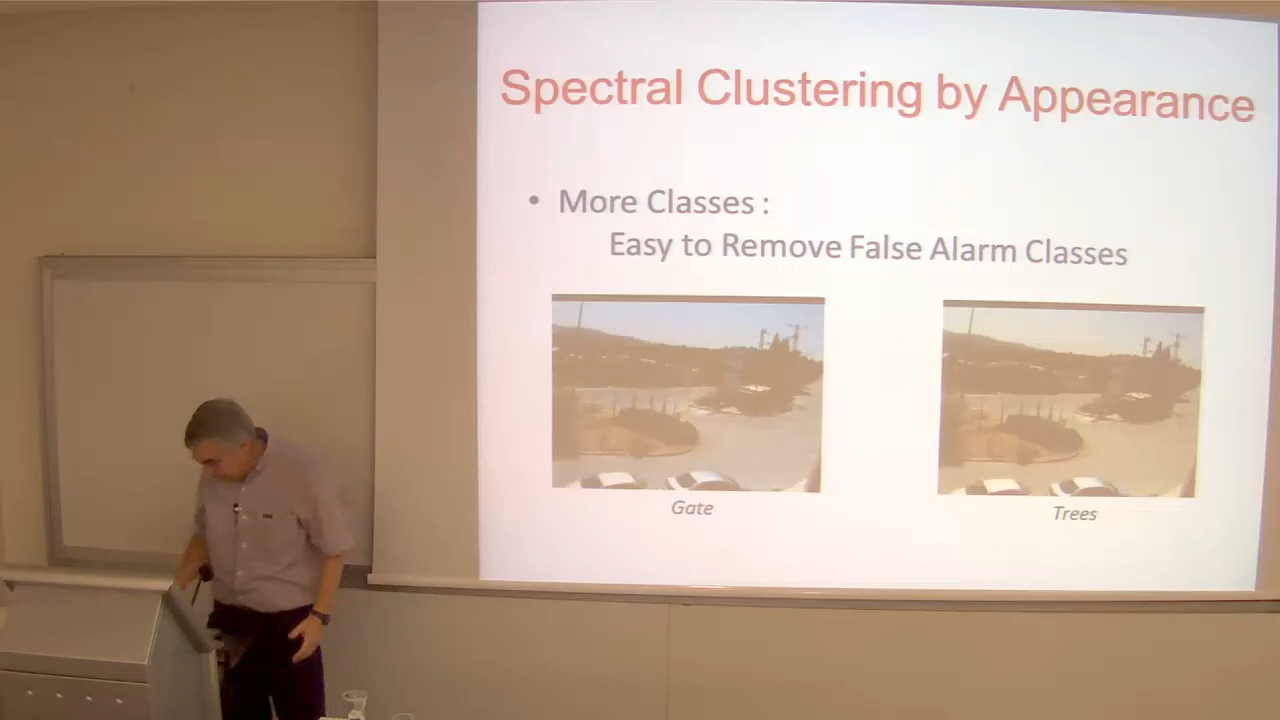 Spectral Clustering by Appearance
• More Classes :
Easy to Remove False Alarm Classes
Gate
Trees